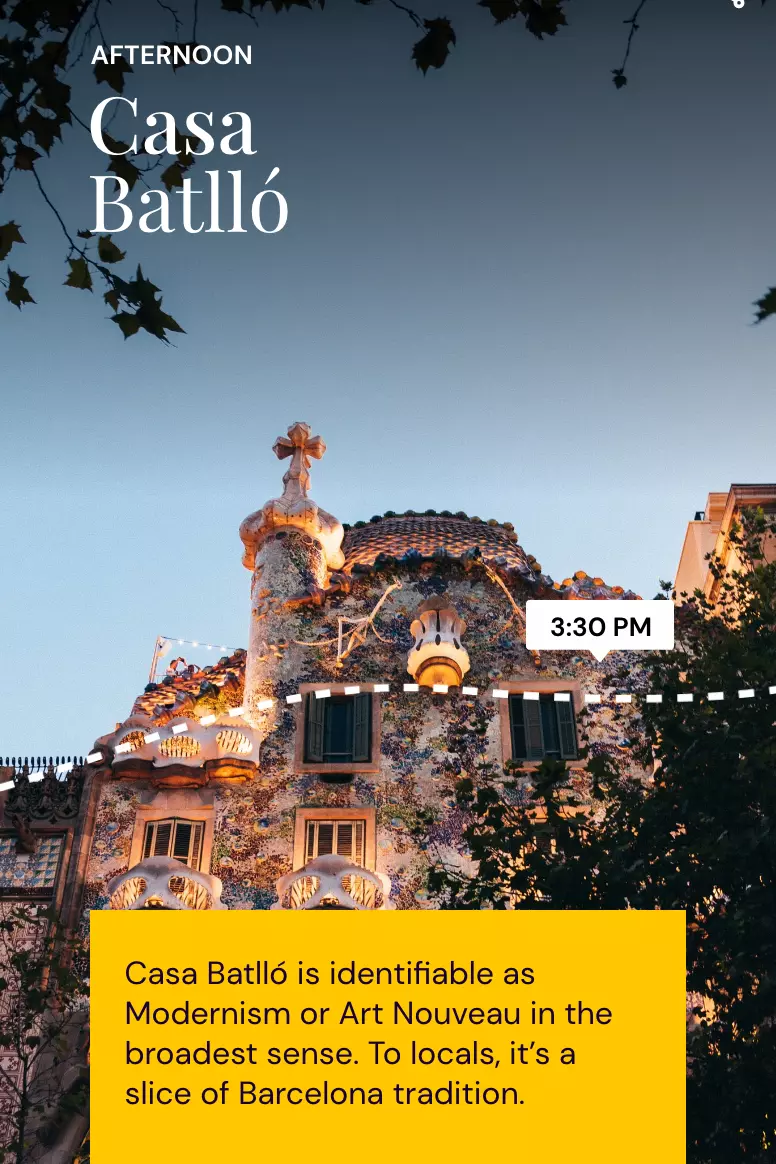 AFTERNOON
Casa
Batlló
3:30 PM
Casa Batlló is identifiable as
Modernism or Art Nouveau in the
broadest sense. To locals, it’s a
slice of Barcelona tradition.